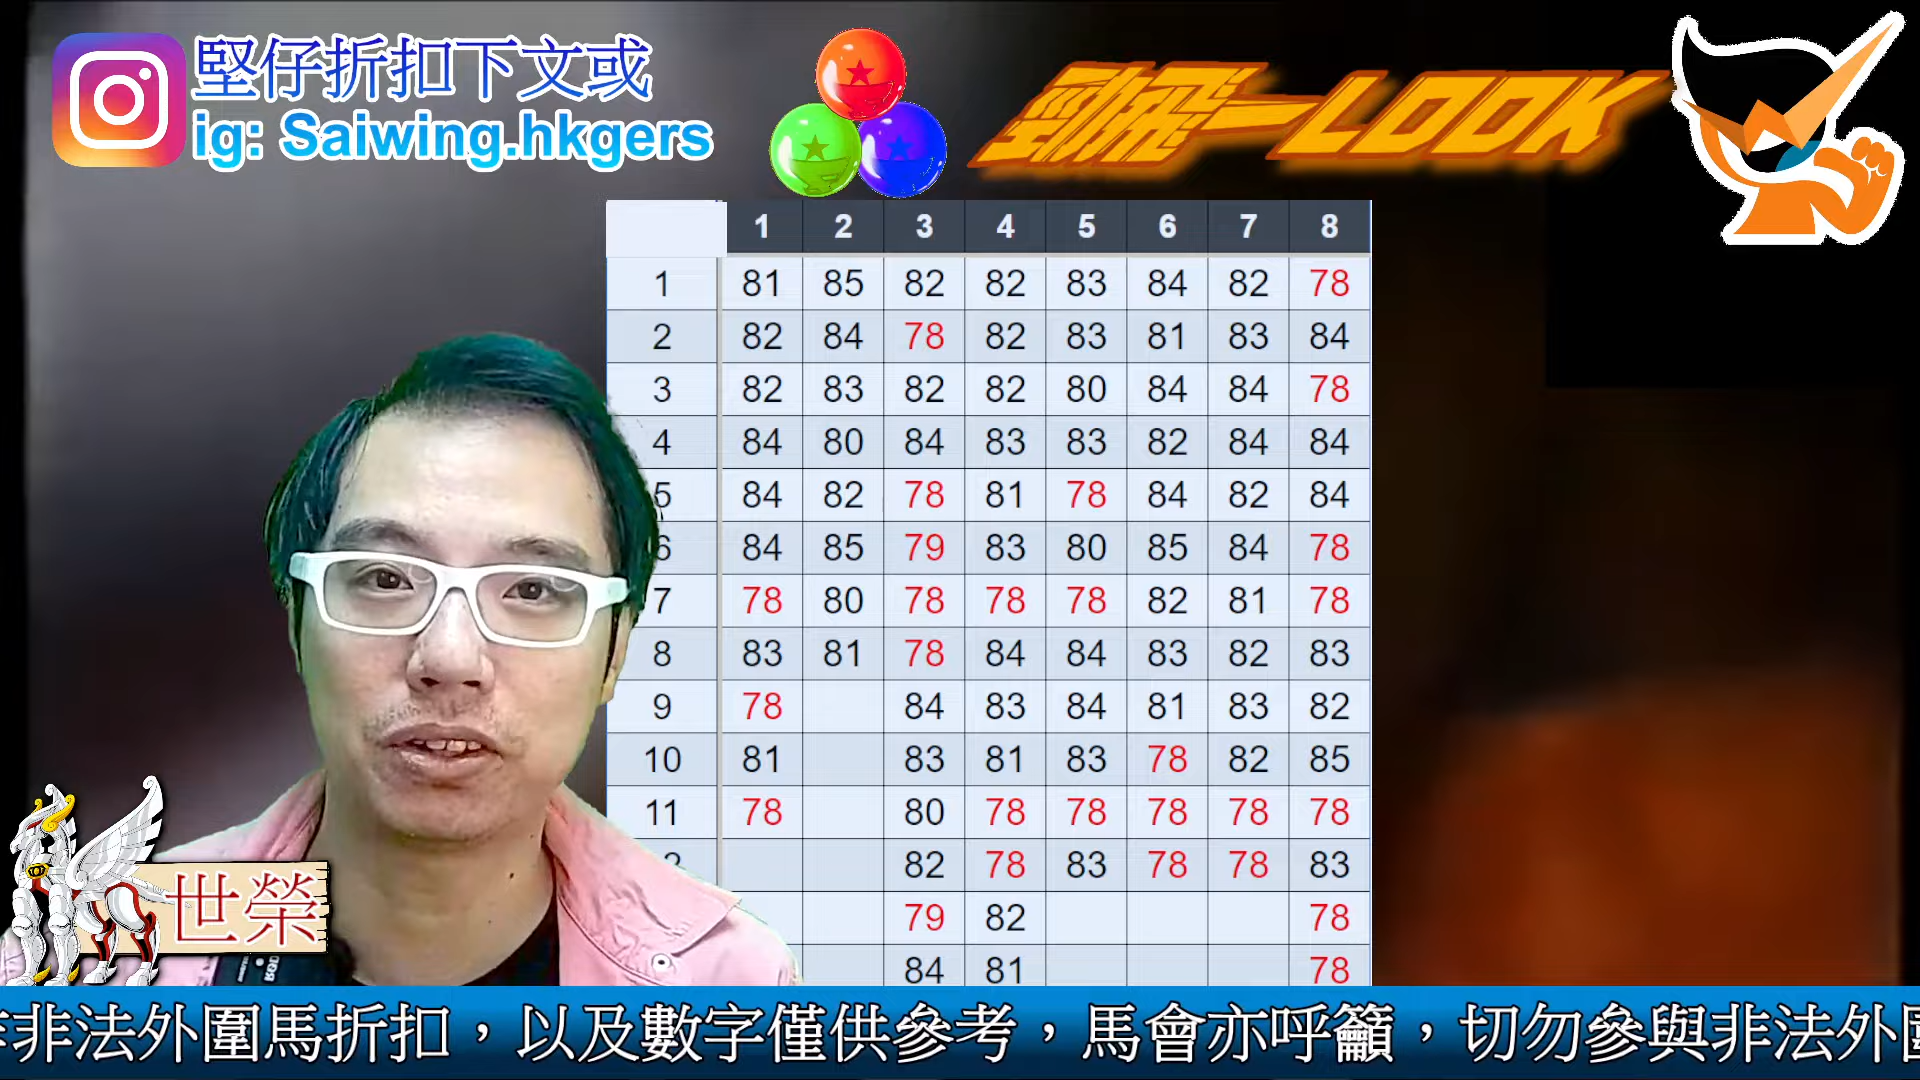 堅仔折扣下文或
ig: Saiwing.hkgers
勁飛一LOOK
1 2 3 4 5 6 7 8
1 81 85 82 82 83 84 82 78
2 82 84 78 82 83 81 83 84
3 82 83 82 82 80 84 84 78
4 84 80 84 83 83 82 84 84
5 84 82 78 81 78 84 82 84
6 84 85 79 83 80 85 84 78
7 78 80 78 78 78 82 81 78
8 83 81 78 84 84 83 82 83
9 78 84 83 84 81 83 82
10 81 83 81 83 78 82 85
11 78 80 78 78 78 78 78
82 78 83 78 78 83
79 82 78
84 81 78
世榮
非法外圍馬折扣，以及數字僅供參考，馬會亦呼籲，切勿參與非法外